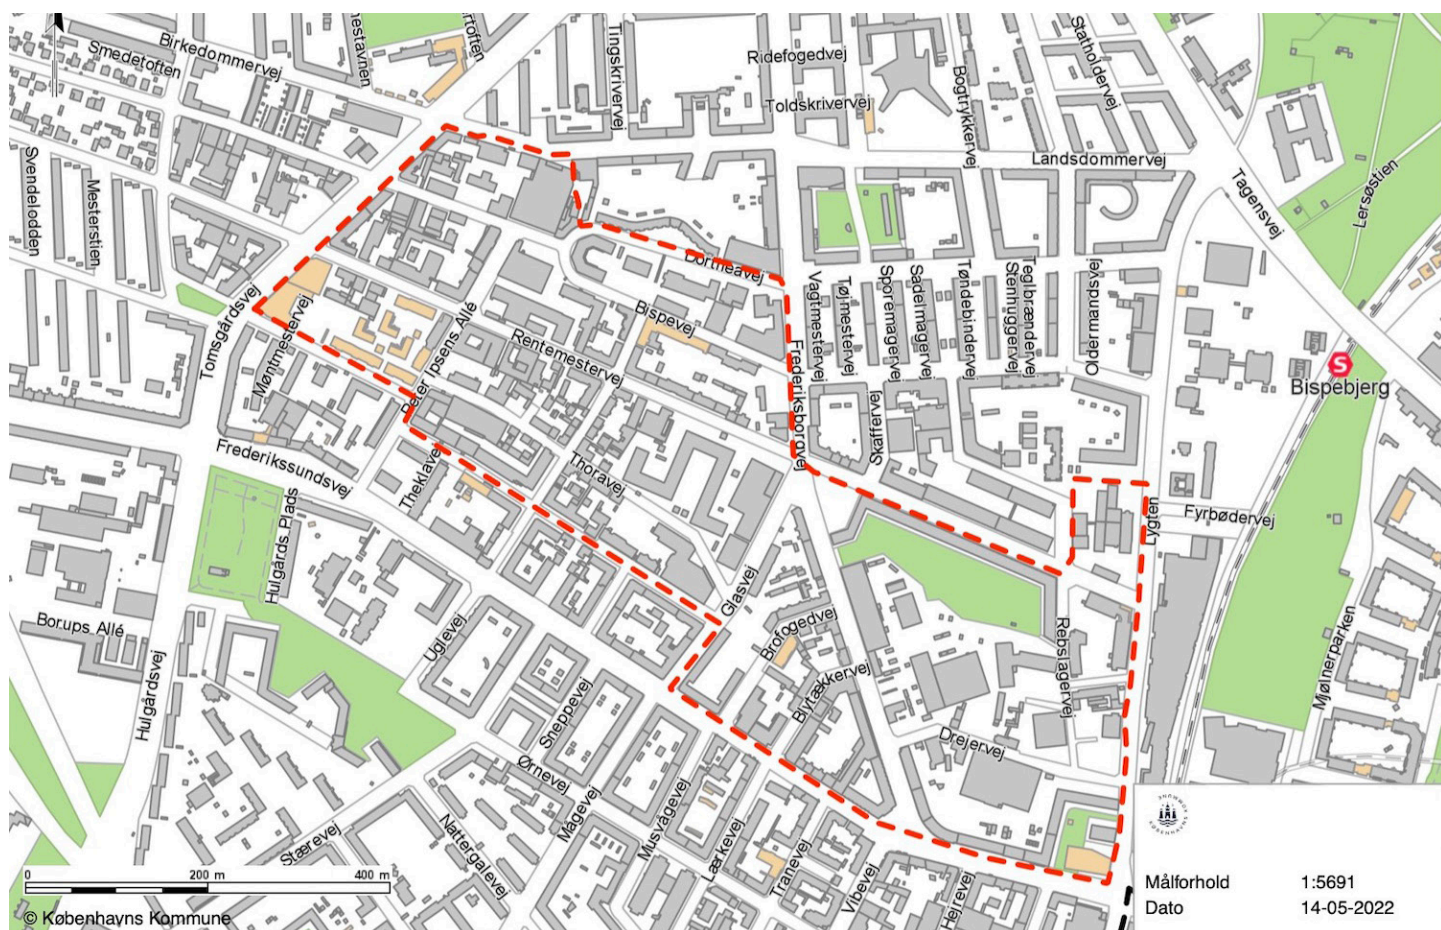 Birkedommervej
Smedetoften
Tingskrivervej
Ridefogedvej
Toldskrivervej
Bogtrykkervej
Statholdervej
Landsdommervej
Tagensvej
Lersøstien
Svendelodden
Mesterstien
Tomsgårdsvej
Møntmestervej
Peter Ipsens Allé
Rentemestervej
Bispevej
Dortheavej
Frederiksborgvej
Vagtmestervej
Tøjmestervej
Sporemagervej
Sadelmagervej
Tøndebindervej
Stenhuggervej
Teglbrændervej
Oldermandsvej
Skaffervej
S
Bispebjerg
Frederikssundsvej
Theklavej
Thoravej
Hulgårds Plads
Lygten
Fyrbødervej
Glasvej
Brofogedvej
Blytækkervej
Rebslagervej
Drejervej
Mjølnerparken
Borups Allé
Hulgårdsvej
Uglevej
Sneppevej
Ørnevej
Mågevej
Musvågevej
Lærkevej
Tranevej
Vibevej
Hejrevej
Stærevej
Nattergalevej
0 200 m 400 m
© Københavns Kommune
Målforhold 1:5691
Dato 14-05-2022